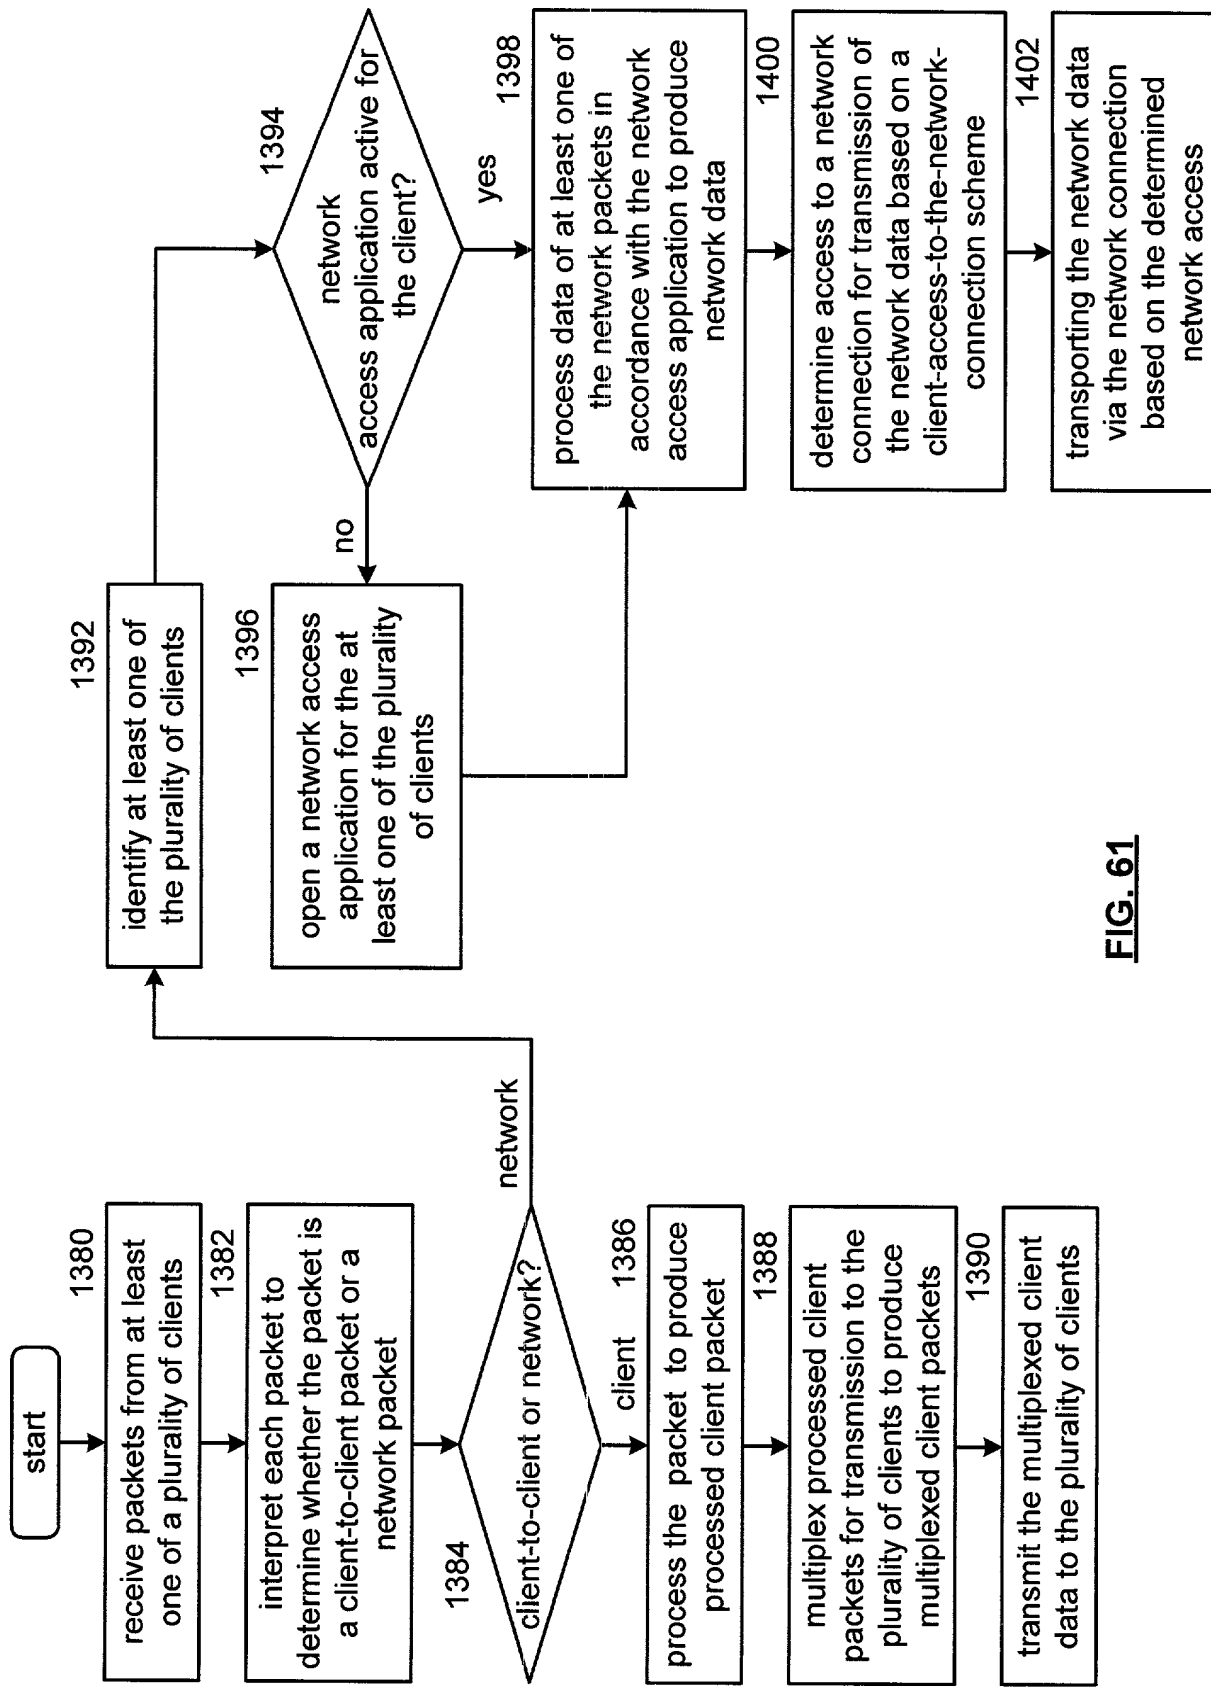 start
1380
receive packets from at least
one of a plurality of clients
1382
interpret each packet to
determine whether the packet is
a client-to-client packet or a
network packet
1384
client-to-client or network?
network
client
1386
process the packet to produce
processed client packet
1388
multiplex processed client
packets for transmission to the
plurality of clients to produce
multiplexed client packets
1390
transmit the multiplexed client
data to the plurality of clients
1392
identify at least one of
the plurality of clients
1394
network
access application active for
the client?
no
yes
1396
open a network access
application for the at
least one of the plurality
of clients
1398
process data of at least one of
the network packets in
accordance with the network
access application to produce
network data
1400
determine access to a network
connection for transmission of
the network data based on a
client-access-to-the-network-
connection scheme
1402
transporting the network data
via the network connection
based on the determined
network access
FIG. 61